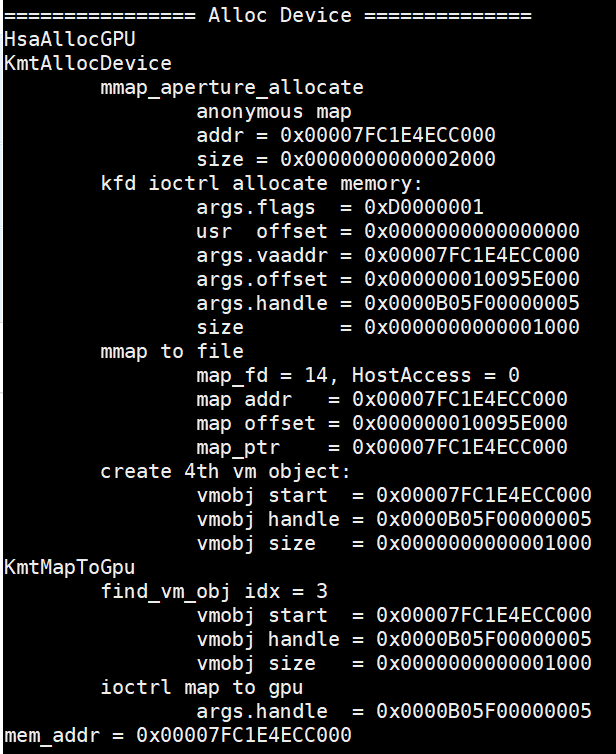 ================ Alloc Device ==============
HsaAllocGPU
KmtAllocDevice
        mmap_aperture_allocate
                anonymous map
                addr = 0x00007FC1E4ECC000
                size = 0x0000000000002000
        kfd ioctrl allocate memory:
                args.flags  = 0xD0000001
                usr  offset = 0x0000000000000000
                args.vaaddr = 0x00007FC1E4ECC000
                args.offset = 0x000000010095E000
                args.handle = 0x0000B05F00000005
                size        = 0x0000000000001000
        mmap to file
                map_fd = 14, HostAccess = 0
                map addr   = 0x00007FC1E4ECC000
                map offset = 0x000000010095E000
                map_ptr    = 0x00007FC1E4ECC000
        create 4th vm object:
                vmobj start  = 0x00007FC1E4ECC000
                vmobj handle = 0x0000B05F00000005
                vmobj size   = 0x0000000000001000
KmtMapToGpu
        find_vm_obj idx = 3
                vmobj start  = 0x00007FC1E4ECC000
                vmobj handle = 0x0000B05F00000005
                vmobj size   = 0x0000000000001000
        ioctrl map to gpu
                args.handle  = 0x0000B05F00000005
mem_addr = 0x00007FC1E4ECC000